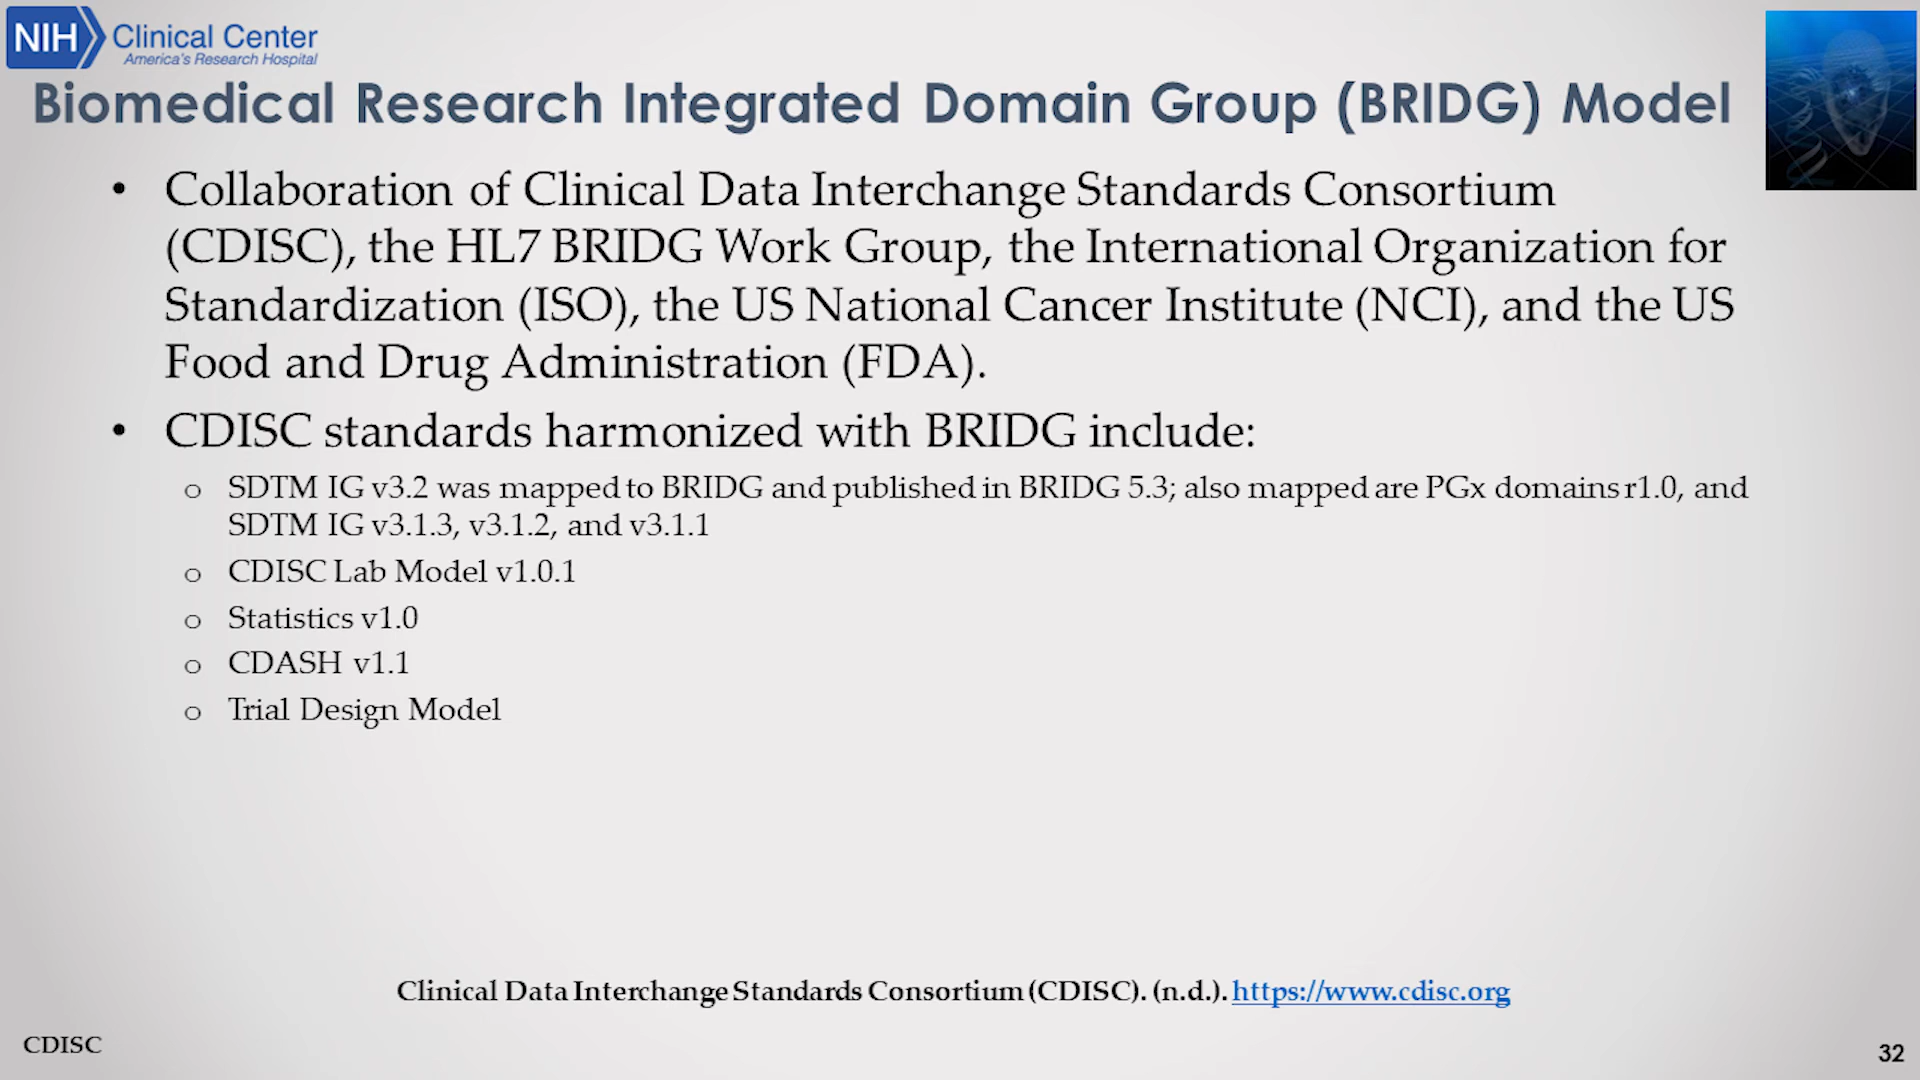 NIH Clinical Center
America's Research Hospital
Biomedical Research Integrated Domain Group (BRIDG) Model
• Collaboration of Clinical Data Interchange Standards Consortium
(CDISC), the HL7 BRIDG Work Group, the International Organization for
Standardization (ISO), the US National Cancer Institute (NCI), and the US
Food and Drug Administration (FDA).
• CDISC standards harmonized with BRIDG include:
o SDTM IG v3.2 was mapped to BRIDG and published in BRIDG 5.3; also mapped are PGx domains r1.0, and
SDTM IG v3.1.3, v3.1.2, and v3.1.1
o CDISC Lab Model v1.0.1
o Statistics v1.0
o CDASH v1.1
o Trial Design Model
Clinical Data Interchange Standards Consortium (CDISC). (n.d.). https://www.cdisc.org
CDISC
32